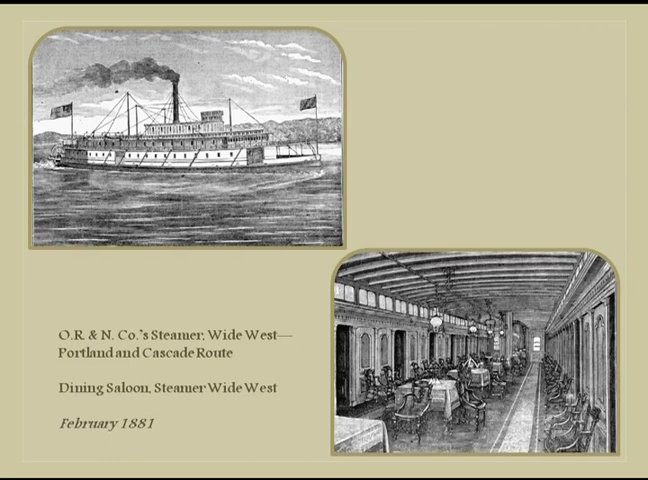 O.R. & N. Co.'s Steamer, Wide West—
Portland and Cascade Route
Dining Saloon, Steamer Wide West
February 1881